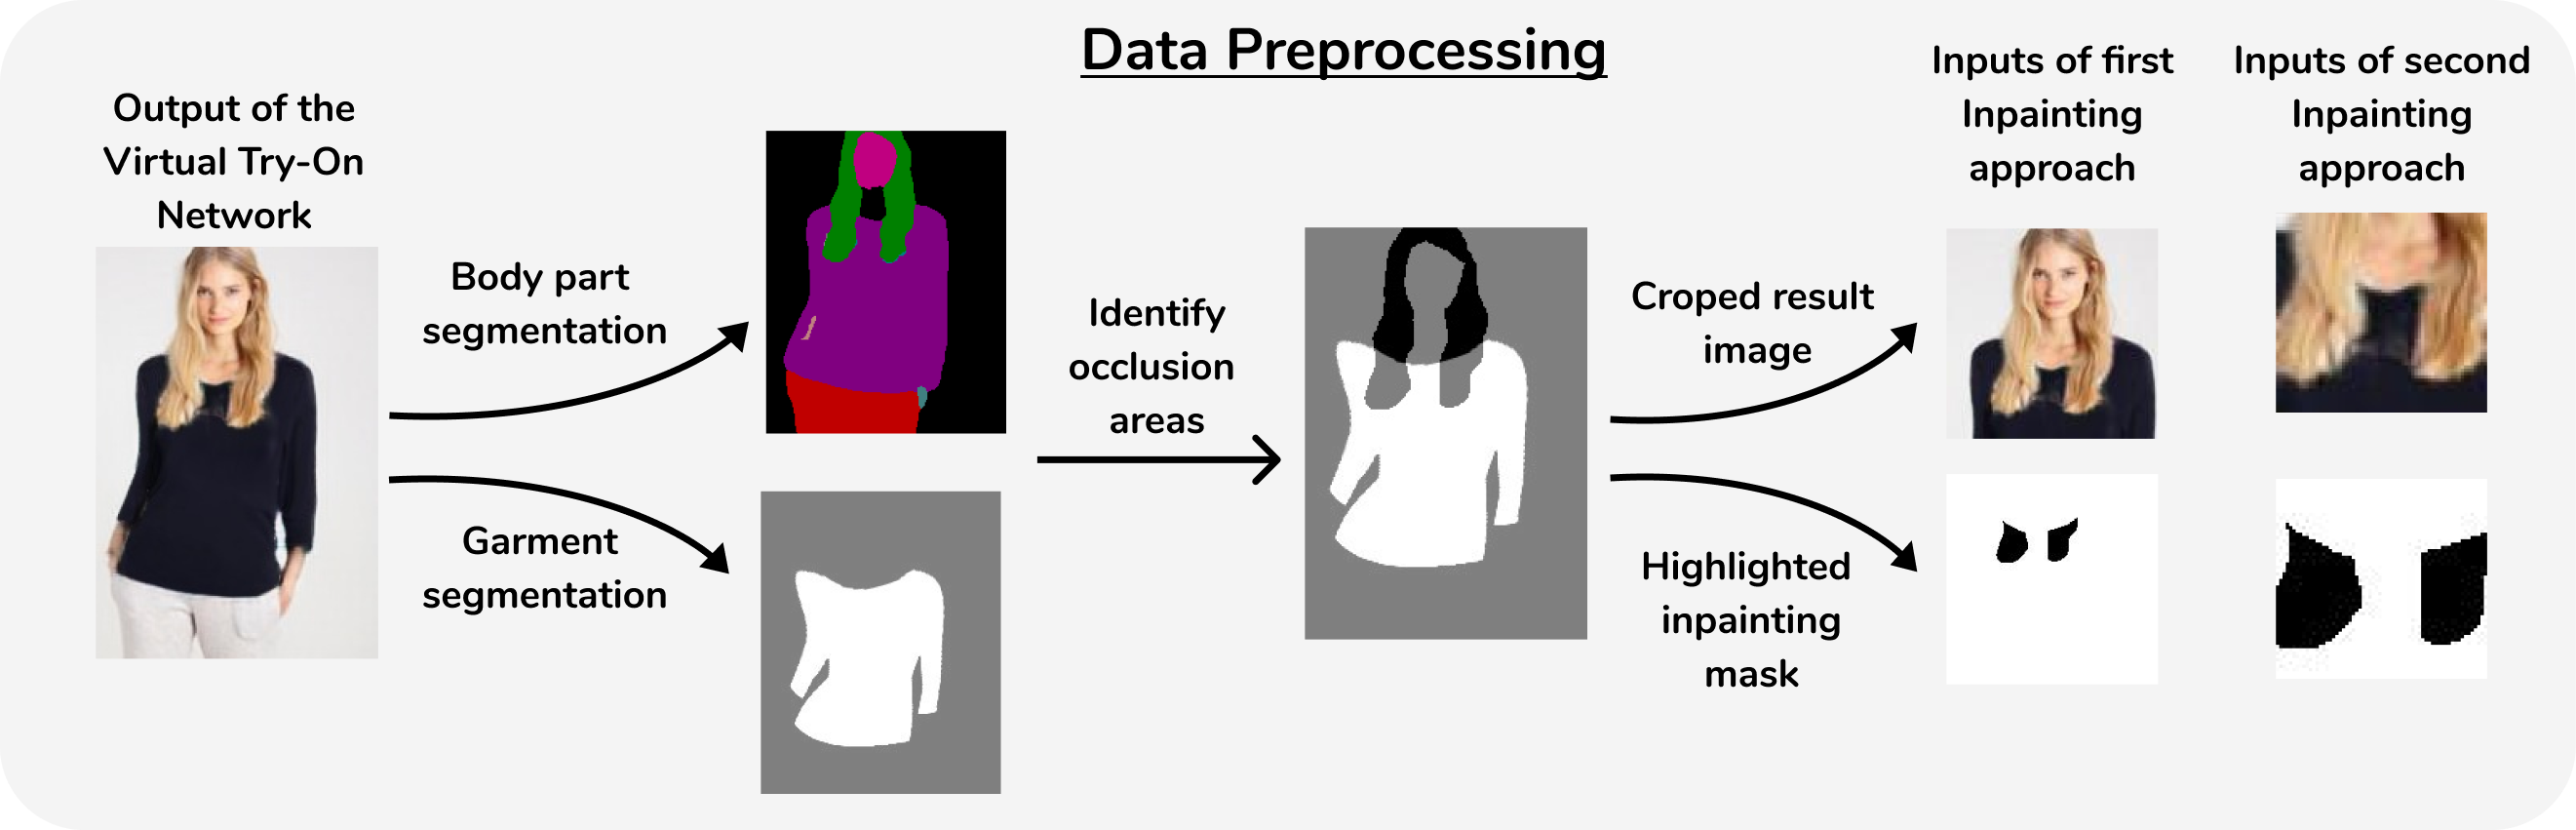 Data Preprocessing
Output of the
Virtual Try-On
Network
Body part
segmentation
Garment
segmentation
Identify
occlusion
areas
Croped result
image
Highlighted
inpainting
mask
Inputs of first
Inpainting
approach
Inputs of second
Inpainting
approach